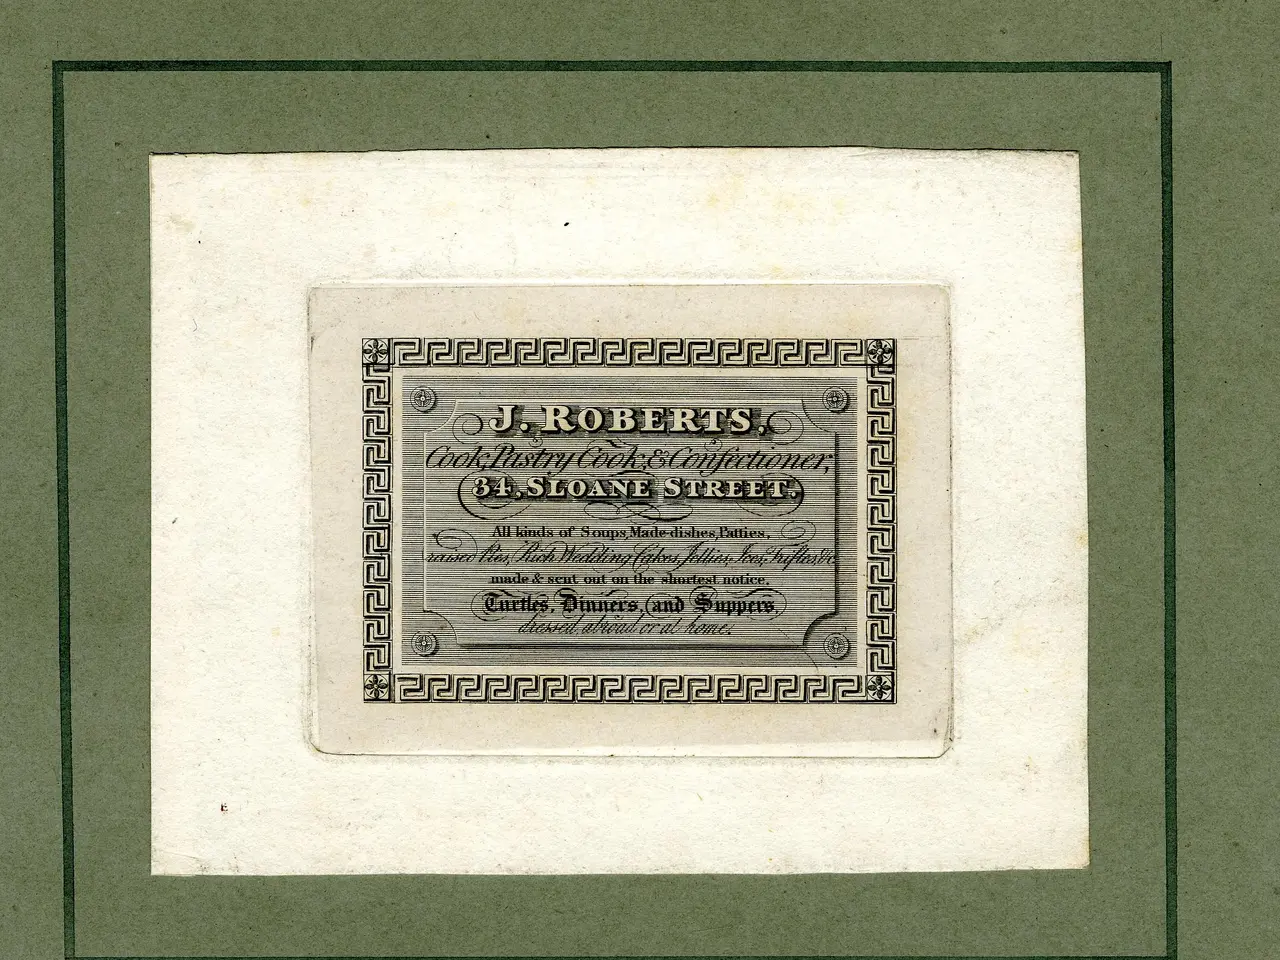 J. ROBERTS,
Cook, Pastry Cook, & Confectioner,
34, SLOANE STREET.
All kinds of Soups, Made-dishes, Patties,
raised Pies, Rich Wedding Cakes, Jellies, Ices, Trifles &c
made & sent out on the shortest notice.
Turtles, Dinners, and Suppers,
dressed abroad or at home.